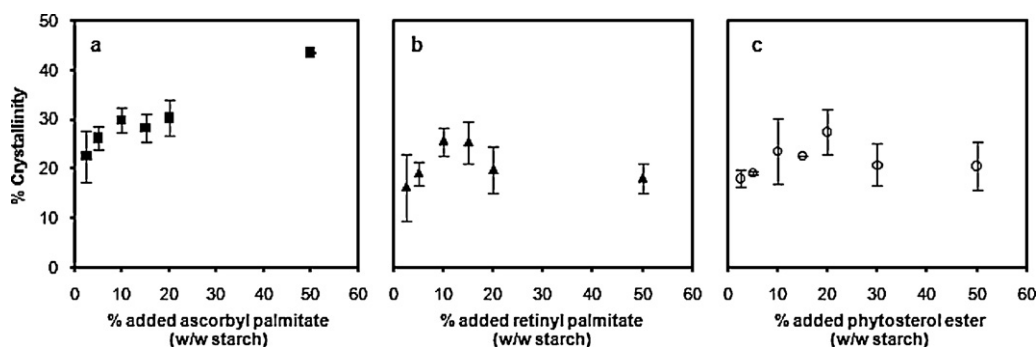 a
b
c
% Crystallinity
50
40
30
20
10
0
0 10 20 30 40 50 60
0 10 20 30 40 50 60
0 10 20 30 40 50 60
% added ascorbyl palmitate
(w/w starch)
% added retinyl palmitate
(w/w starch)
% added phytosterol ester
(w/w starch)